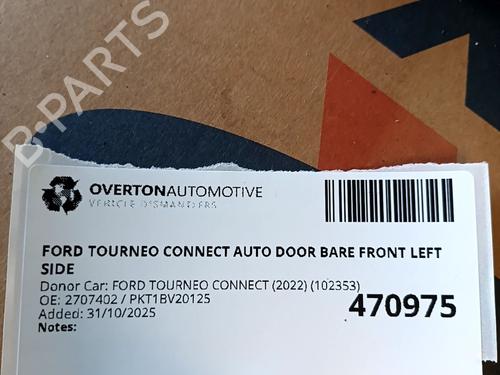 B-PARTS
OVERTONAUTOMOTIVE
VEHICLE DISMANTLERS
FORD TOURNEO CONNECT AUTO DOOR BARE FRONT LEFT
SIDE
Donor Car: FORD TOURNEO CONNECT (2022) (102353)
OE: 2707402 / PKT1BV20125
470975
Added: 31/10/2025
Notes: